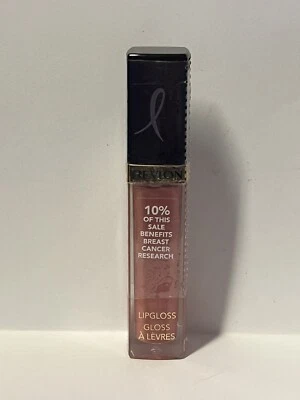 REVLON
10%
OF THIS
SALE
BENEFITS
BREAST
CANCER
RESEARCH
LIPGLOSS
GLOSS
À LÈVRES